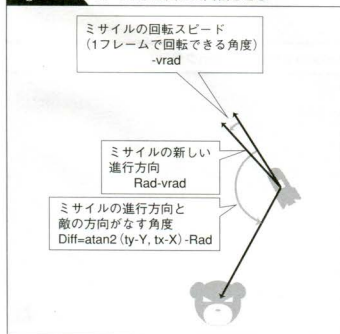 ミサイルの回転スピード
（1フレームで回転できる角度）
-vrad
ミサイルの新しい
進行方向
Rad-vrad
ミサイルの進行方向と
敵の方向がなす角度
Diff=atan2 (ty-Y, tx-X)-Rad